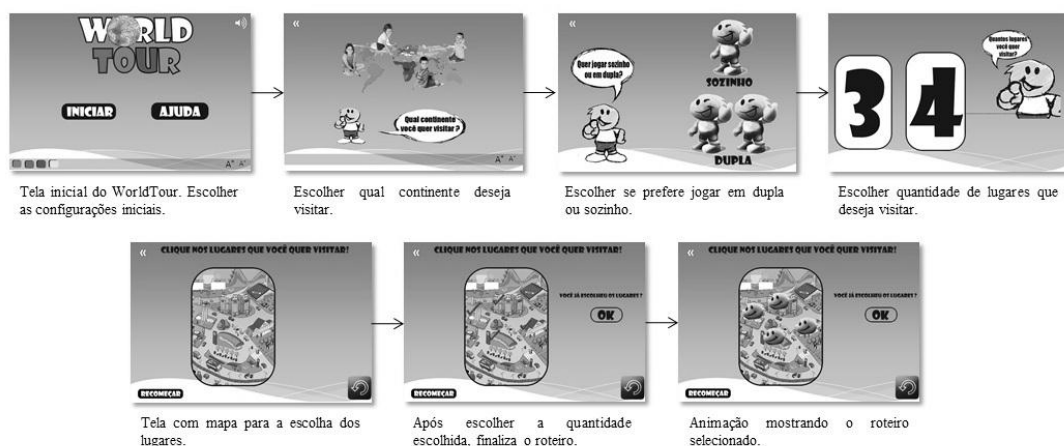 WORLD
TOUR
INICIAR
AJUDA
A+ A-
Tela inicial do WorldTour. Escolher
as configurações iniciais.
«
Qual continente
você quer visitar ?
A+ A-
Escolher qual continente deseja
visitar.
«
Quer jogar sozinho
ou em dupla?
SOZINHO
DUPLA
Escolher se prefere jogar em dupla
ou sozinho.
Quantos lugares
você quer
visitar?
3 4
Escolher quantidade de lugares que
deseja visitar.
« CLIQUE NOS LUGARES QUE VOCÊ QUER VISITAR!
RECOMEÇAR
Tela com mapa para a escolha dos
lugares.
« CLIQUE NOS LUGARES QUE VOCÊ QUER VISITAR!
VOCÊ JÁ ESCOLHEU OS LUGARES ?
OK
RECOMEÇAR
Após escolher a quantidade
escolhida, finaliza o roteiro.
« CLIQUE NOS LUGARES QUE VOCÊ QUER VISITAR!
VOCÊ JÁ ESCOLHEU OS LUGARES ?
OK
RECOMEÇAR
Animação mostrando o roteiro
selecionado.